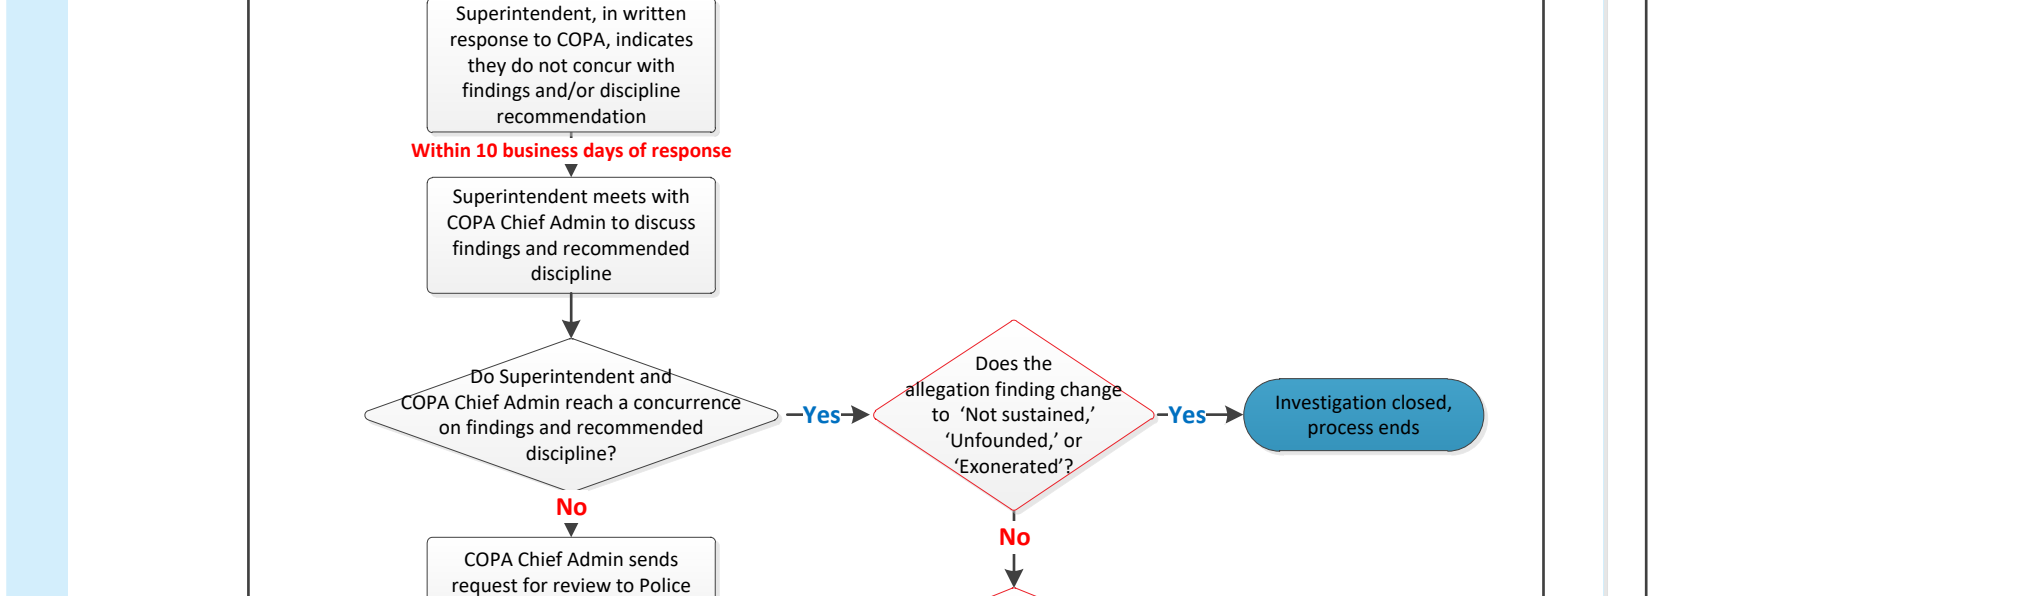 Superintendent, in written
response to COPA, indicates
they do not concur with
findings and/or discipline
recommendation
Within 10 business days of response
Superintendent meets with
COPA Chief Admin to discuss
findings and recommended
discipline
Do Superintendent and
COPA Chief Admin reach a concurrence
on findings and recommended
discipline?
Yes
Does the
allegation finding change
to ‘Not sustained,’
‘Unfounded,’ or
‘Exonerated’?
Yes
Investigation closed,
process ends
No
No
COPA Chief Admin sends
request for review to Police